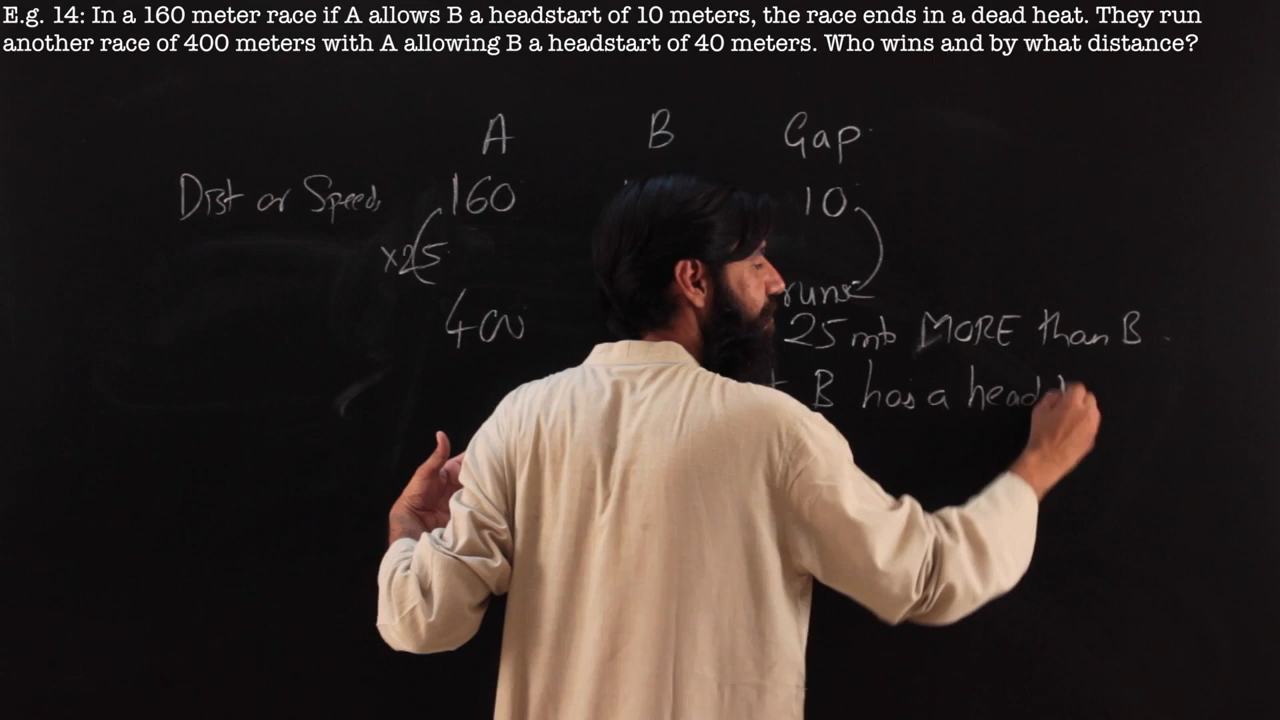 E.g. 14: In a 160 meter race if A allows B a headstart of 10 meters, the race ends in a dead heat. They run
another race of 400 meters with A allowing B a headstart of 40 meters. Who wins and by what distance?
A B Gap
Dist or Speed 160 10
x2.5
runs
400 25 mts MORE than B
B has a head